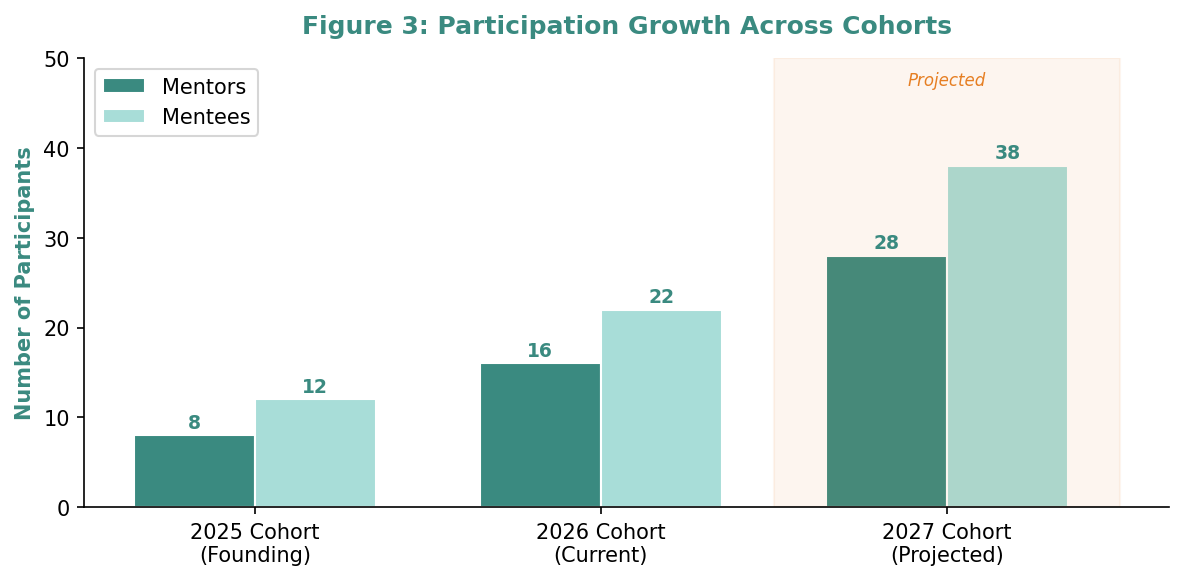 Figure 3: Participation Growth Across Cohorts
Number of Participants
50
40
30
20
10
0
Mentors
Mentees
Projected
8
12
16
22
28
38
2025 Cohort
(Founding)
2026 Cohort
(Current)
2027 Cohort
(Projected)